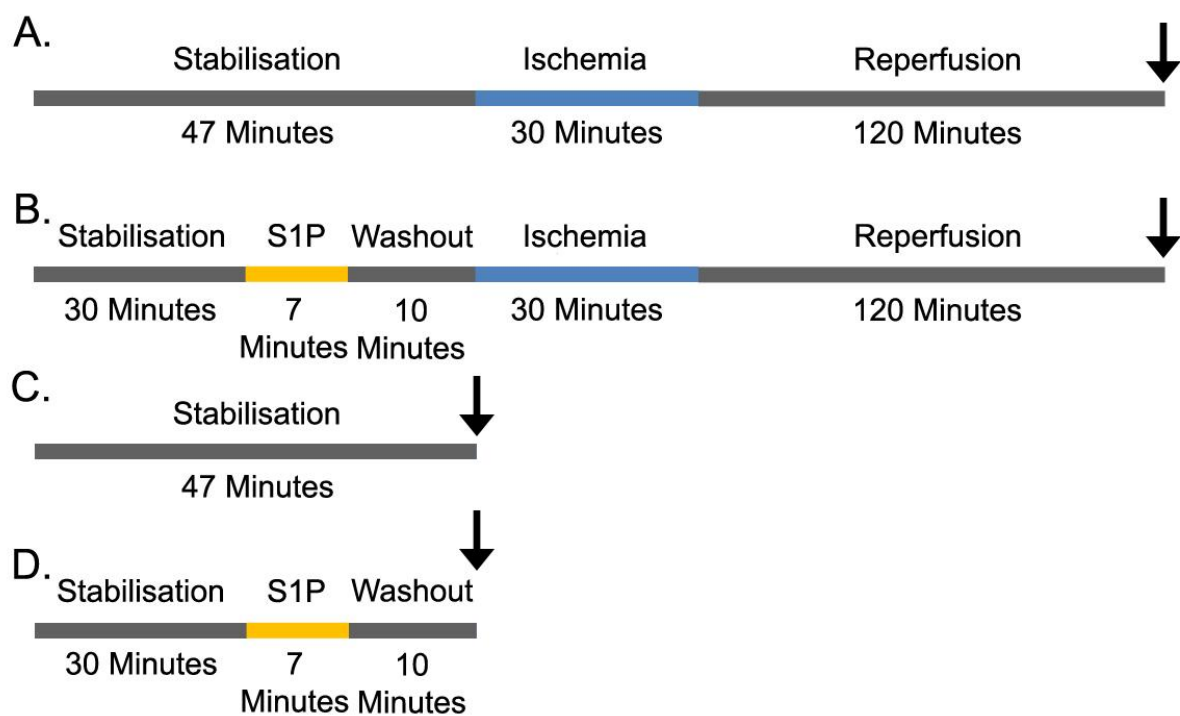 A.
Stabilisation Ischemia Reperfusion
47 Minutes 30 Minutes 120 Minutes
B.
Stabilisation S1P Washout Ischemia Reperfusion
30 Minutes 7 10 30 Minutes 120 Minutes
Minutes Minutes
C.
Stabilisation
47 Minutes
D.
Stabilisation S1P Washout
30 Minutes 7 10
Minutes Minutes